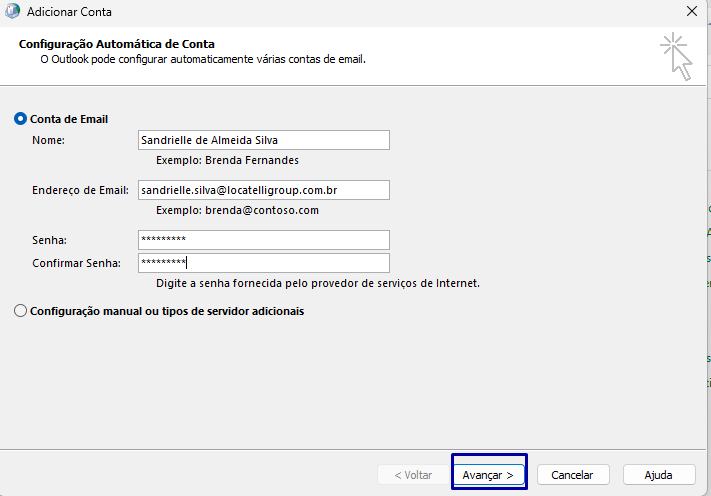 Adicionar Conta
Configuração Automática de Conta
O Outlook pode configurar automaticamente várias contas de email.
Conta de Email
Nome: Sandrielle de Almeida Silva
Exemplo: Brenda Fernandes
Endereço de Email: sandrielle.silva@locatelligroup.com.br
Exemplo: brenda@contoso.com
Senha: *********
Confirmar Senha: *********
Digite a senha fornecida pelo provedor de serviços de Internet.
Configuração manual ou tipos de servidor adicionais
< Voltar Avançar > Cancelar Ajuda